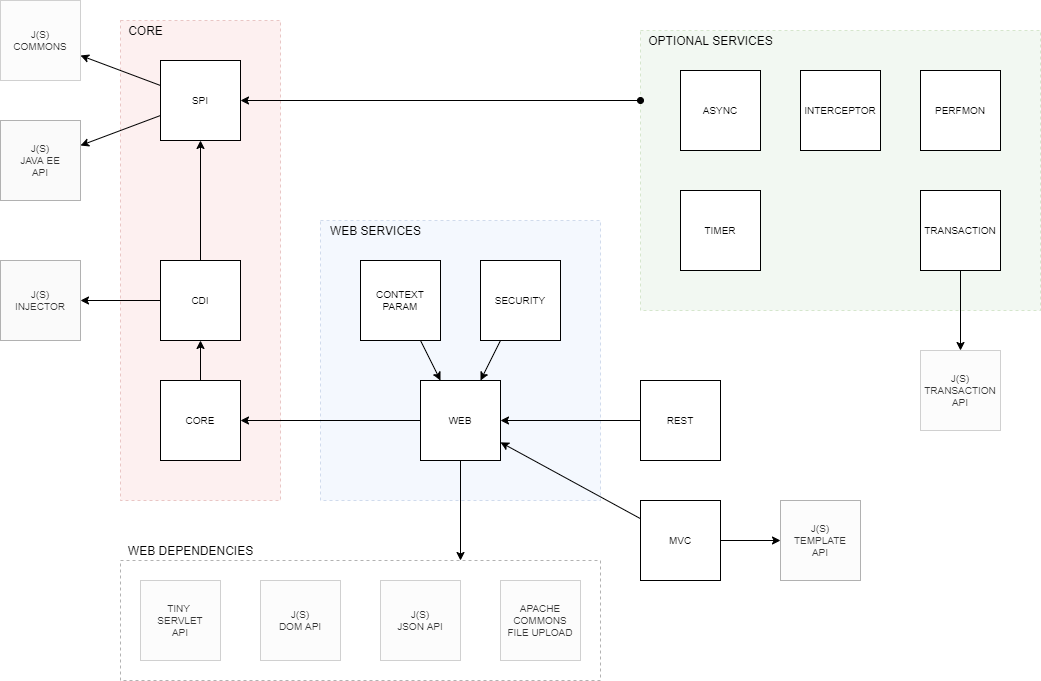 J(S)
COMMONS
CORE
SPI
J(S)
JAVA EE
API
OPTIONAL SERVICES
ASYNC
INTERCEPTOR
PERFMON
TIMER
TRANSACTION
J(S)
TRANSACTION
API
WEB SERVICES
CONTEXT
PARAM
SECURITY
J(S)
INJECTOR
CDI
CORE
WEB
REST
MVC
J(S)
TEMPLATE
API
WEB DEPENDENCIES
TINY
SERVLET
API
J(S)
DOM API
J(S)
JSON API
APACHE
COMMONS
FILE UPLOAD